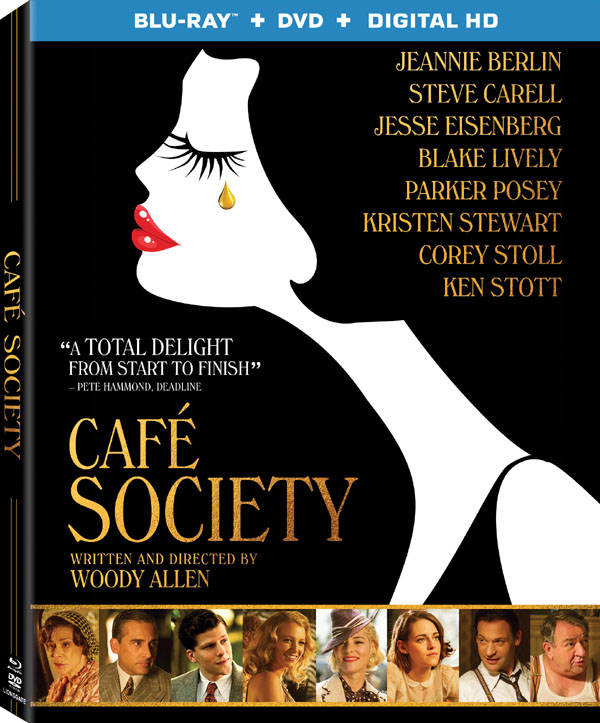 BLU-RAY™ + DVD + DIGITAL HD
JEANNIE BERLIN
STEVE CARELL
JESSE EISENBERG
BLAKE LIVELY
PARKER POSEY
KRISTEN STEWART
COREY STOLL
KEN STOTT
“A TOTAL DELIGHT
FROM START TO FINISH”
– PETE HAMMOND, DEADLINE
CAFÉ
SOCIETY
WRITTEN AND DIRECTED BY
WOODY ALLEN
CAFÉ SOCIETY
DVD
LIONSGATE